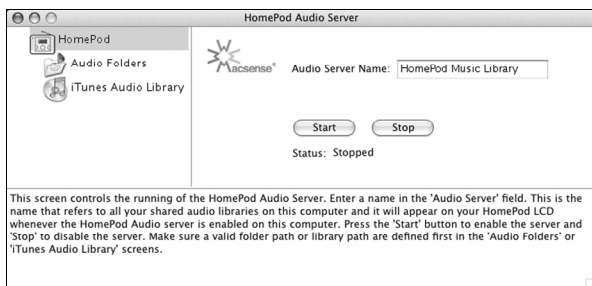 HomePod Audio Server
HomePod
Audio Folders
iTunes Audio Library
Macsense®
Audio Server Name: HomePod Music Library
Start Stop
Status: Stopped
This screen controls the running of the HomePod Audio Server. Enter a name in the 'Audio Server' field. This is the
name that refers to all your shared audio libraries on this computer and it will appear on your HomePod LCD
whenever the HomePod Audio server is enabled on this computer. Press the 'Start' button to enable the server and
'Stop' to disable the server. Make sure a valid folder path or library path are defined first in the 'Audio Folders' or
'iTunes Audio Library' screens.